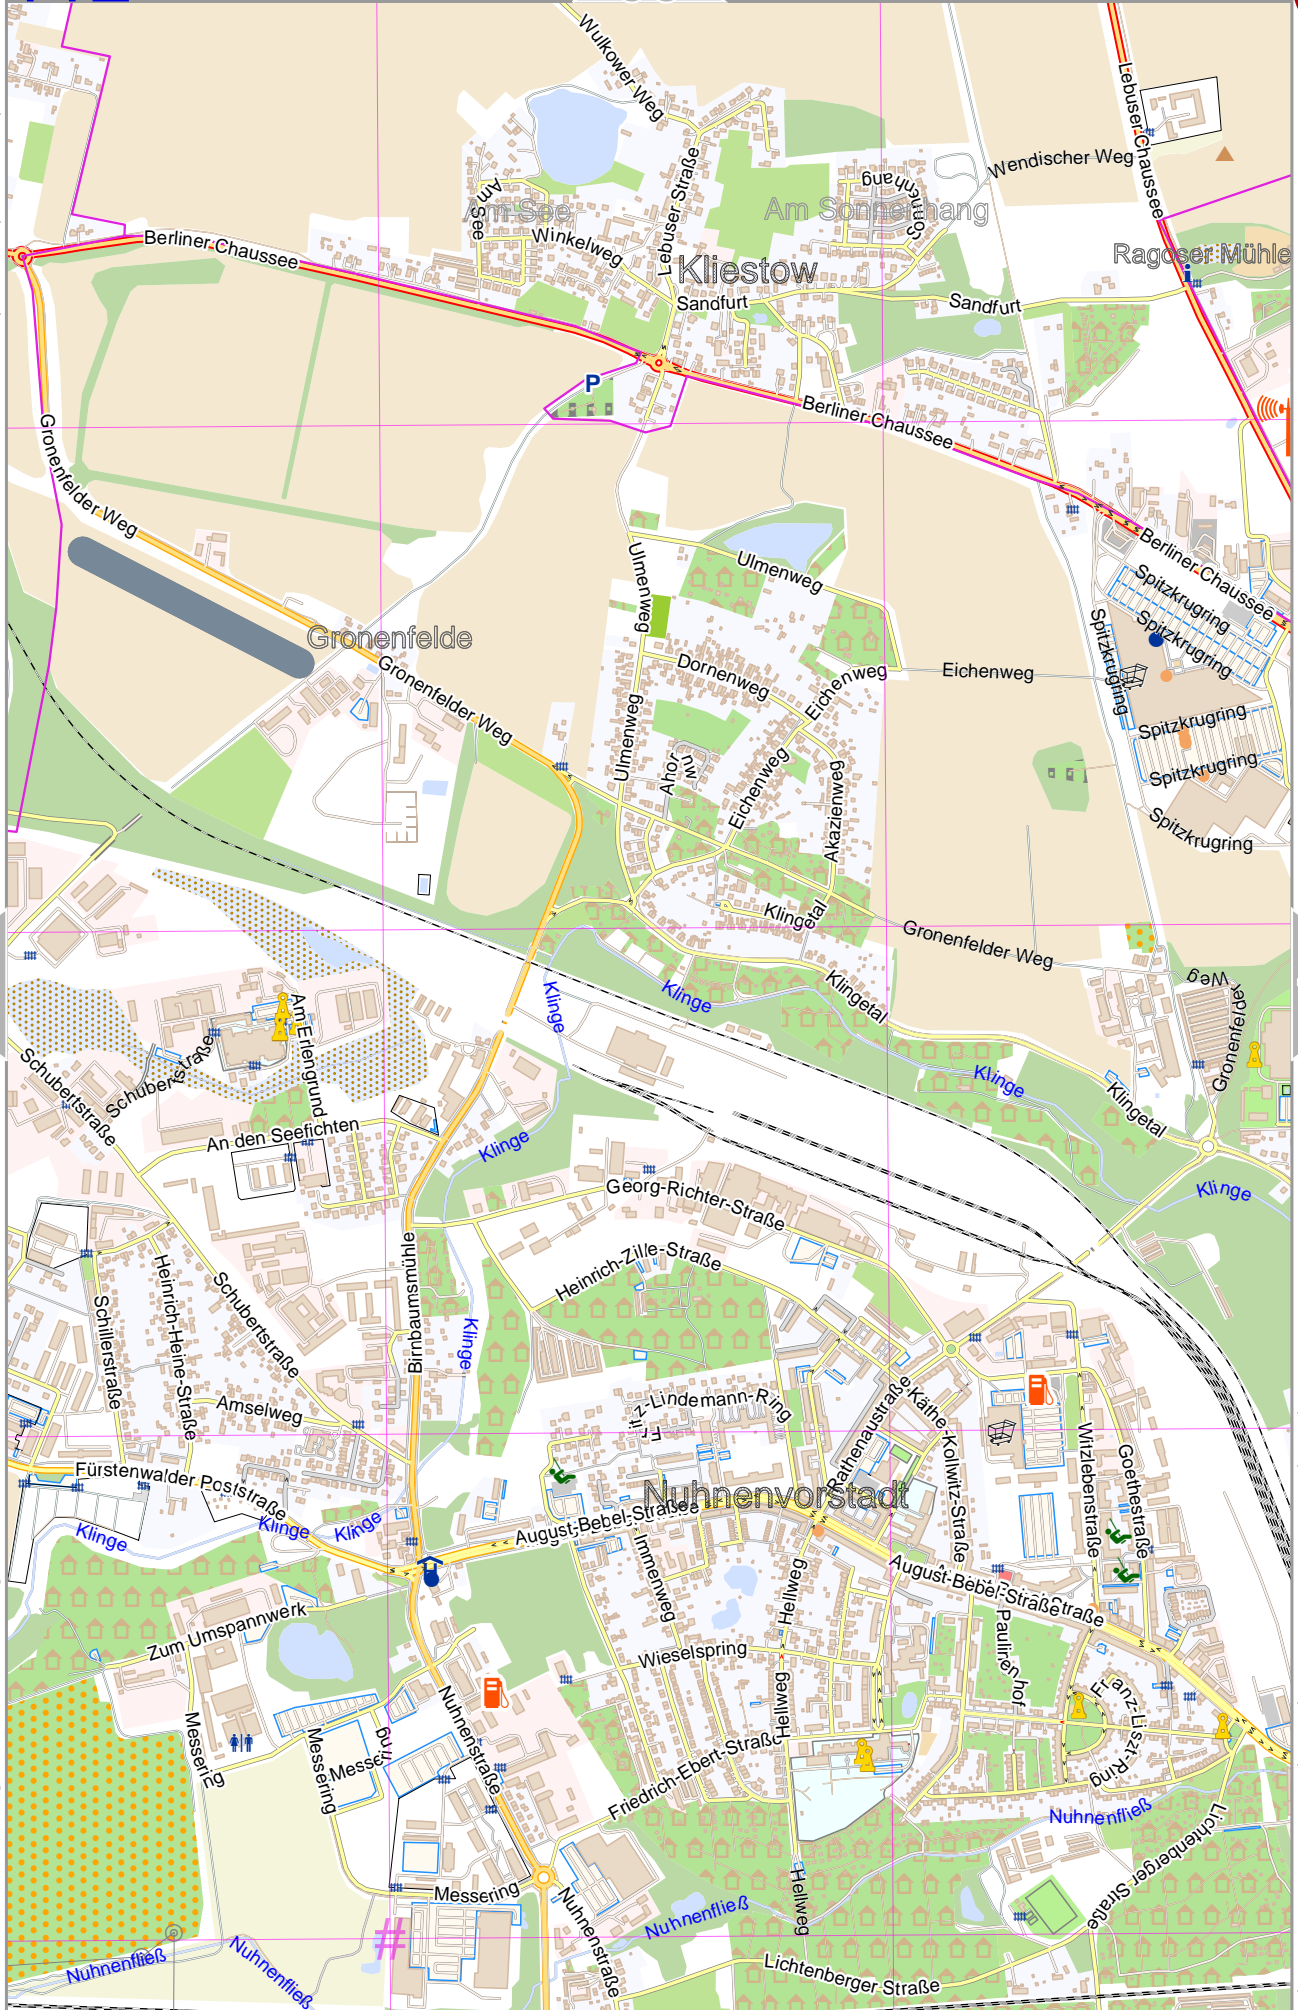 Wulkower Weg
Lebuser Chaussee
Wendischer Weg
Lebuser Straße
Am See
Am See
Winkelweg
Am Sonnenhang
Sonnenhang
Ragoser Mühle
Berliner Chaussee
Kliestow
Sandfurt
Sandfurt
P
Berliner Chaussee
Gronenfelder Weg
Berliner Chaussee
Ulmenweg
Ulmenweg
Spitzkrugring
Spitzkrugring
Spitzkrugring
Gronenfelde
Gronenfelder Weg
Dornenweg
Eichenweg
Eichenweg
Ulmenweg
Spitzkrugring
Spitzkrugring
Spitzkrugring
Ahornw
Eichenweg
Akazienweg
Klingetal
Gronenfelder Weg
Gronenfelder Weg
Klinge
Klinge
Klingetal
Am Erlengrund
Schubertstraße
Schubertstraße
Klinge
Klingetal
An den Seefichten
Klinge
Klinge
Georg-Richter-Straße
Heinrich-Zille-Straße
Birnbaumsmühle
Heinrich-Heine-Straße
Schubertstraße
Schillerstraße
Klinge
Amselweg
Fritz-Lindemann-Ring
Rathenaustraße
Käthe-Kollwitz-Straße
Witzlebenstraße
Goethestraße
Fürstenwalder Poststraße
Nuhnenvorstadt
August-Bebel-Straße
Klinge
Klinge
Klinge
Immenweg
Hellweg
August-Bebel-Straße
Straße
Zum Umspannwerk
Wieselspring
Paulinenhof
Franz-Liszt-Ring
Hellweg
Nuhnenstraße
Messering
Messering
Messering
Friedrich-Ebert-Straße
Nuhnenfließ
Lichtenberger Straße
Messering
Nuhnenstraße
Hellweg
Nuhnenfließ
#
Nuhnenfließ
Nuhnenfließ
Lichtenberger Straße